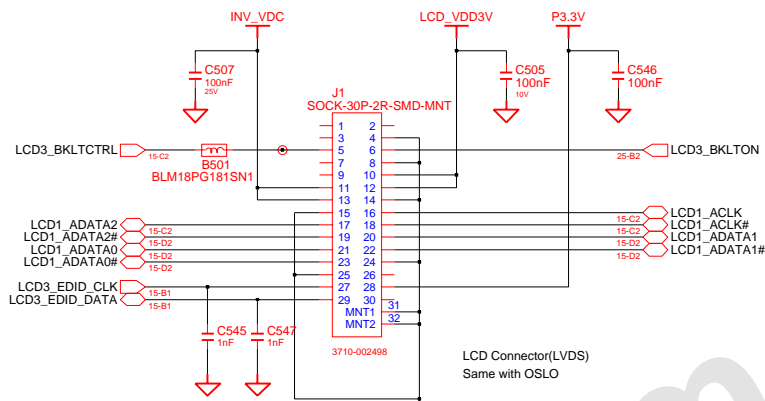 INV_VDC
LCD_VDD3V
P3.3V
C507
100nF
25V
C505
100nF
10V
C546
100nF
J1
SOCK-30P-2R-SMD-MNT
1 2
3 4
LCD3_BKLTCTRL 15-C2 5 6 25-B2 LCD3_BKLTON
B501
BLM18PG181SN1
7 8
9 10
11 12
13 14
15 16 15-C2 LCD1_ACLK
LCD1_ADATA2 15-C2 17 18 15-C2 LCD1_ACLK#
LCD1_ADATA2# 15-D2 19 20 15-D2 LCD1_ADATA1
LCD1_ADATA0 15-D2 21 22 15-D2 LCD1_ADATA1#
LCD1_ADATA0# 15-D2 23 24
25 26
LCD3_EDID_CLK 15-B1 27 28
LCD3_EDID_DATA 15-B1 29 30
MNT1 31
MNT2 32
C545
1nF
C547
1nF
3710-002498
LCD Connector(LVDS)
Same with OSLO